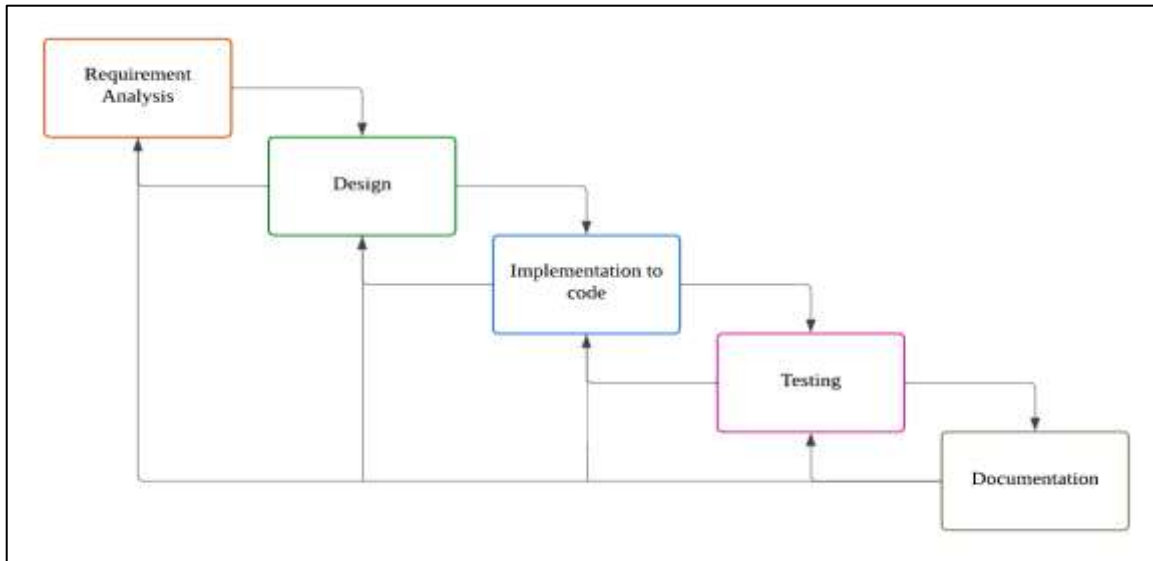 Requirement
Analysis
Design
Implementation to
code
Testing
Documentation